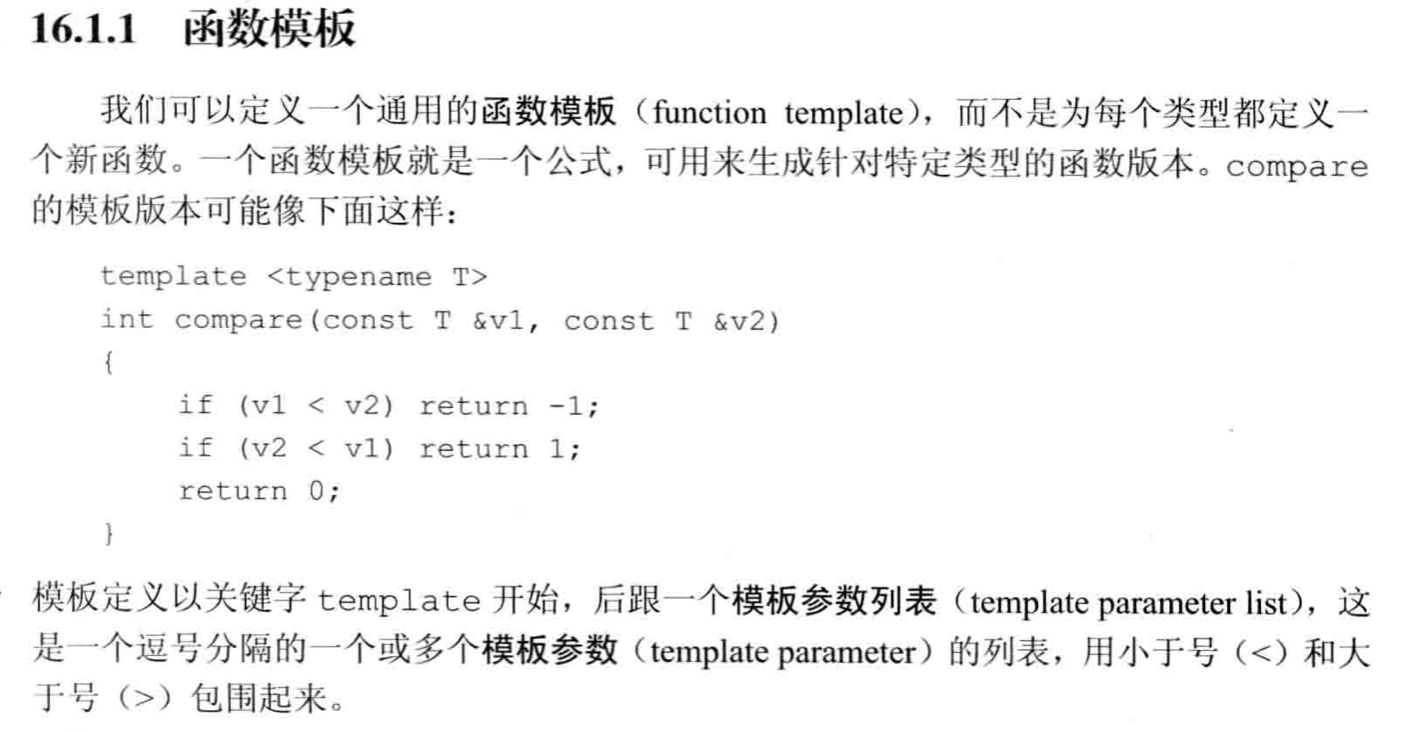 16.1.1 函数模板
我们可以定义一个通用的函数模板（function template），而不是为每个类型都定义一
个新函数。一个函数模板就是一个公式，可用来生成针对特定类型的函数版本。compare
的模板版本可能像下面这样：
template <typename T>
int compare(const T &v1, const T &v2)
{
    if (v1 < v2) return -1;
    if (v2 < v1) return 1;
    return 0;
}
模板定义以关键字 template 开始，后跟一个模板参数列表（template parameter list），这
是一个逗号分隔的一个或多个模板参数（template parameter）的列表，用小于号（<）和大
于号（>）包围起来。